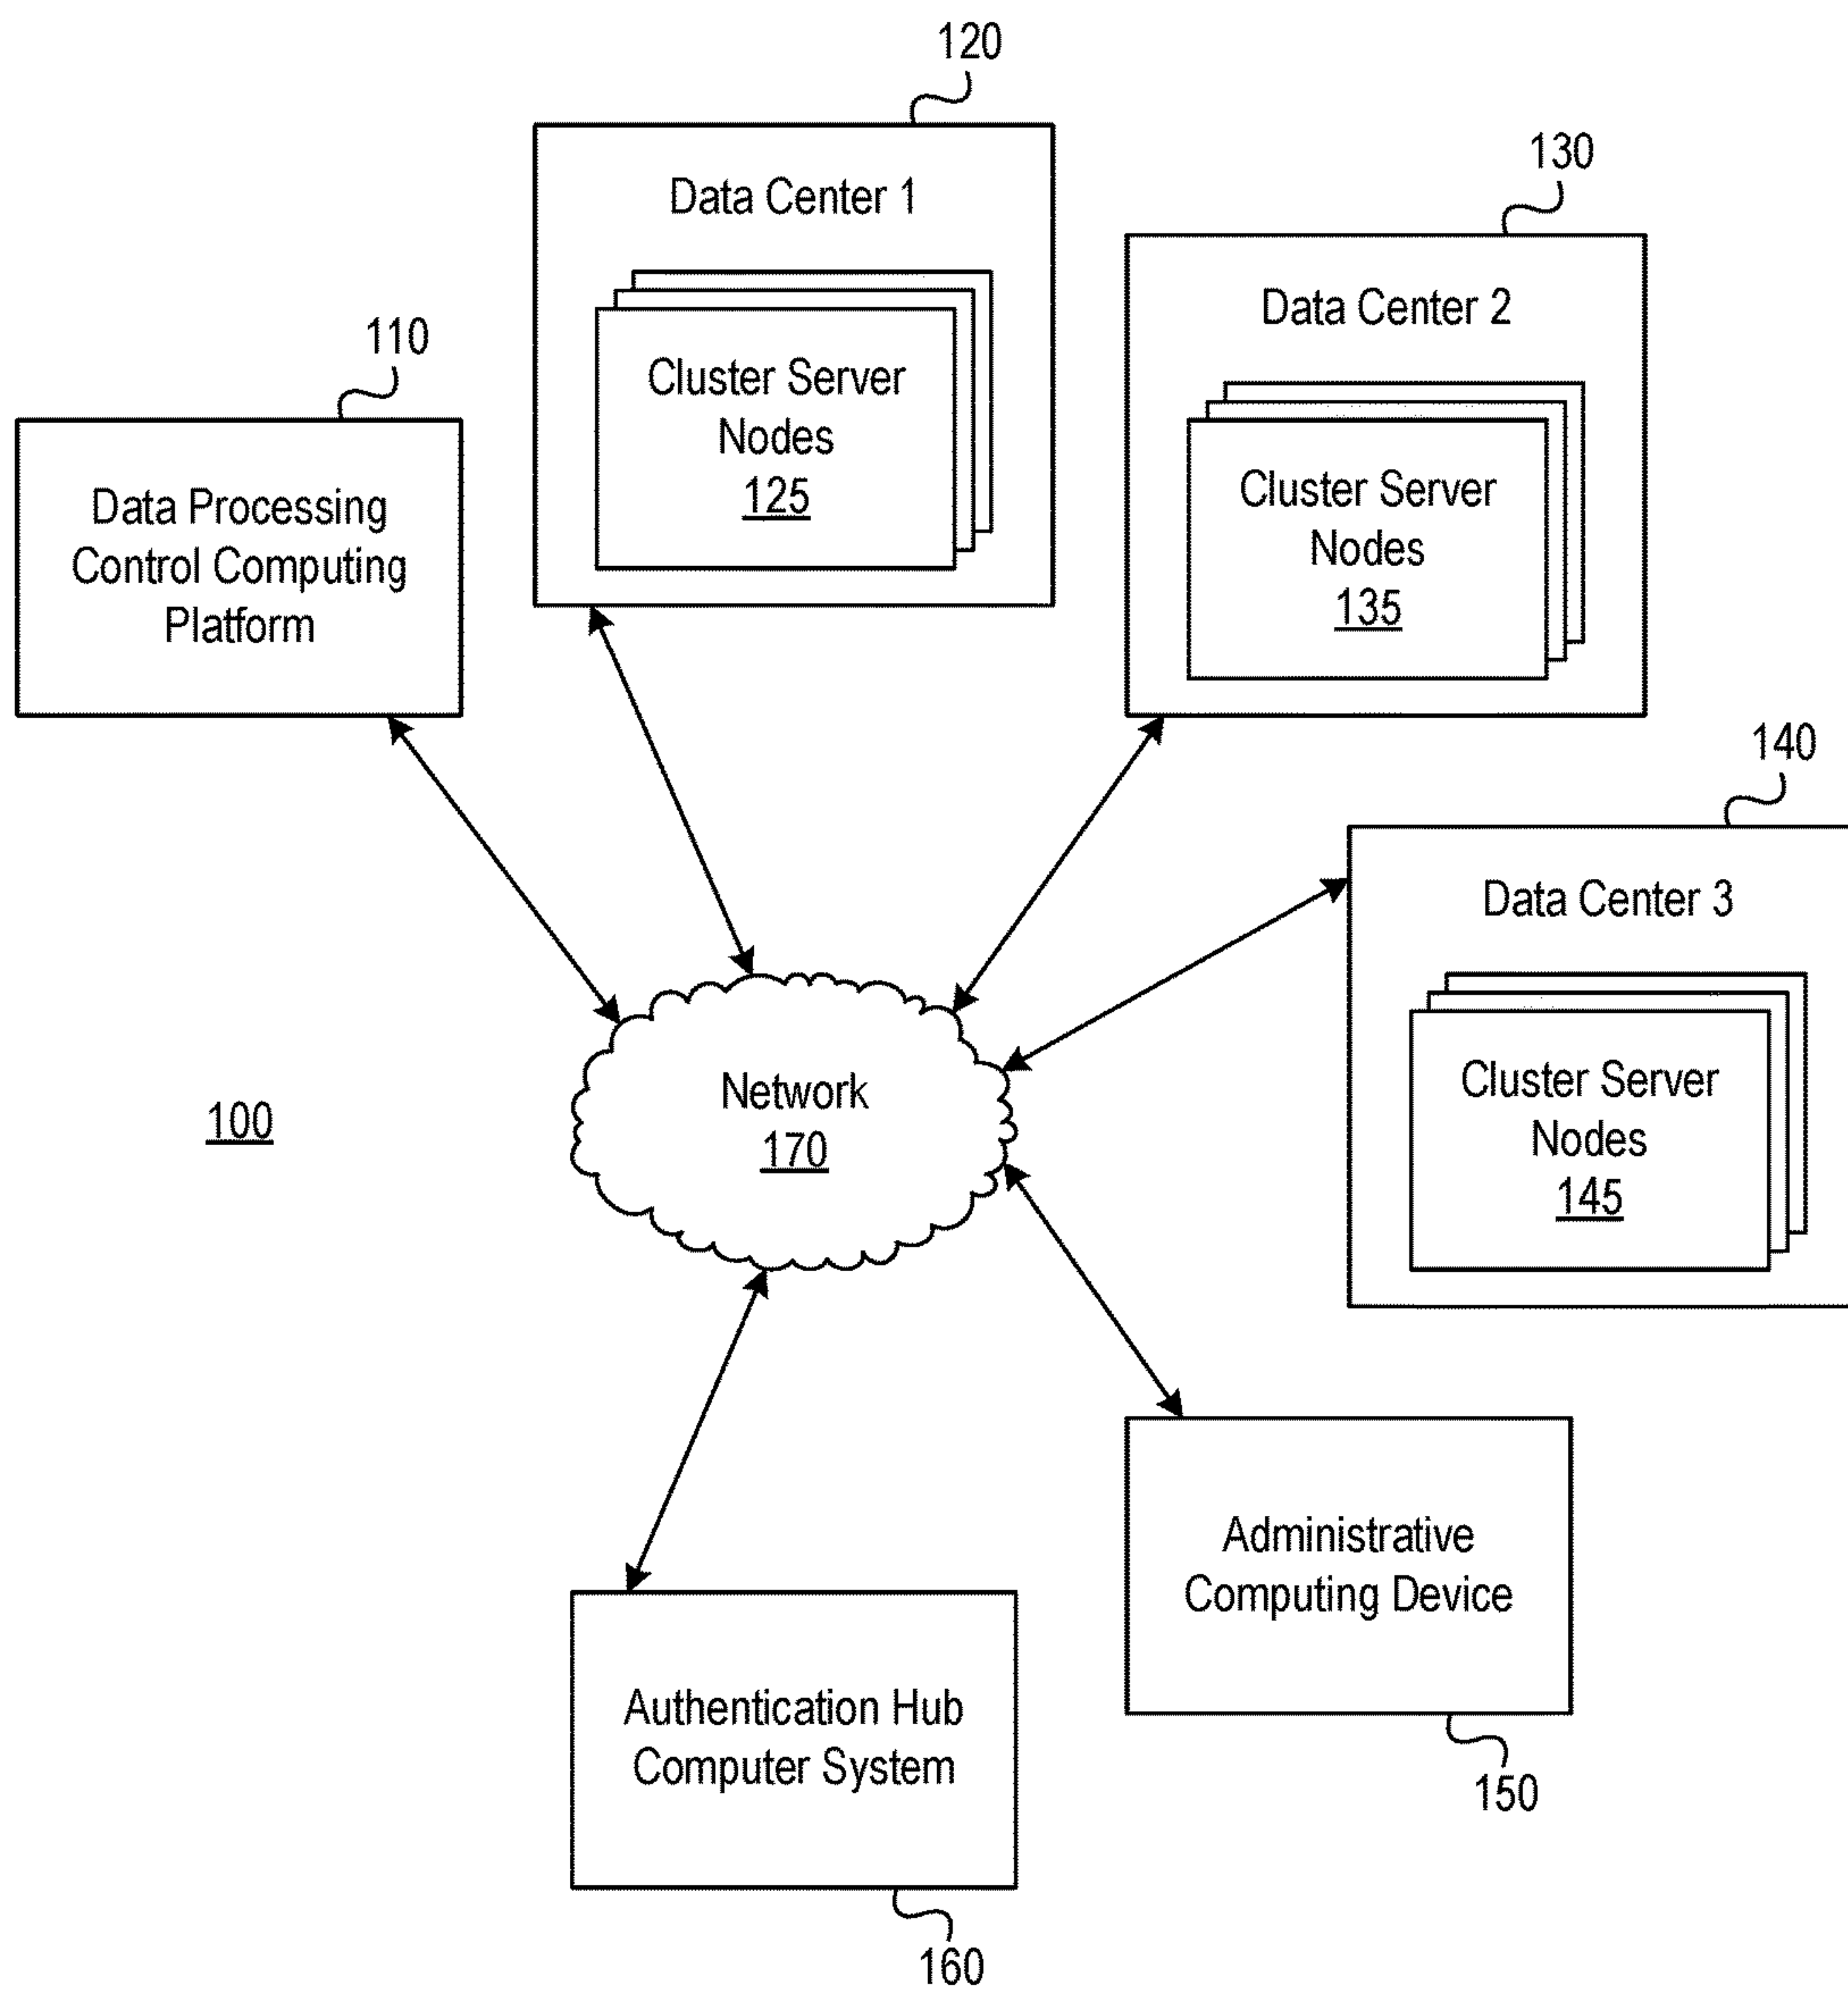 120
Data Center 1
Cluster Server
Nodes
125
130
Data Center 2
Cluster Server
Nodes
135
110
Data Processing
Control Computing
Platform
140
Data Center 3
Cluster Server
Nodes
145
Network
170
100
Administrative
Computing Device
150
Authentication Hub
Computer System
160